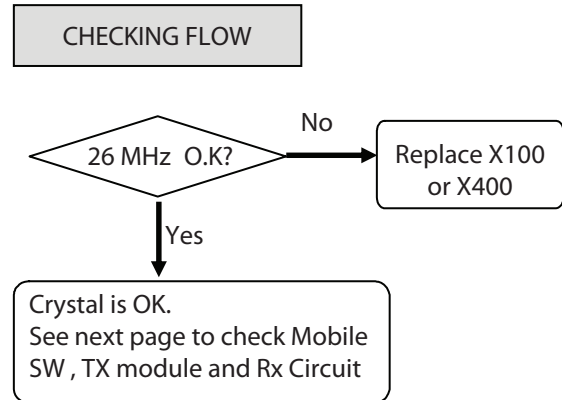 CHECKING FLOW
26 MHz O.K?
No
Replace X100
or X400
Yes
Crystal is OK.
See next page to check Mobile
SW , TX module and Rx Circuit